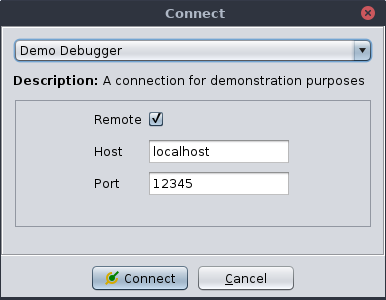 Connect
Demo Debugger
Description: A connection for demonstration purposes
Remote
Host localhost
Port 12345
Connect Cancel